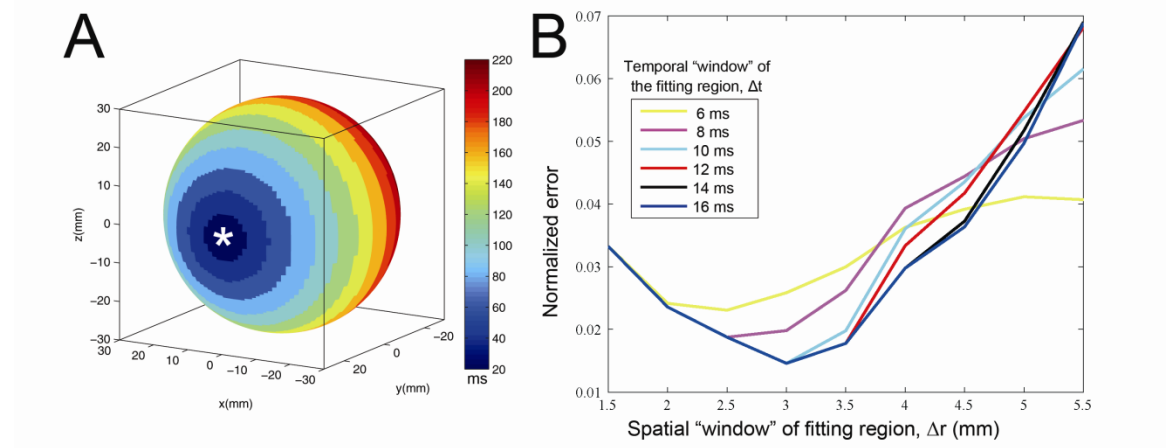 A
30
20
10
0
−10
−20
−30
z(mm)
30
20
10
0
−10
−20
−30
x(mm)
20
0
−20
y(mm)
220
200
180
160
140
120
100
80
60
40
20
ms
B
0.07
0.06
0.05
0.04
0.03
0.02
0.01
Normalized error
Temporal “window” of
the fitting region, Δt
6 ms
8 ms
10 ms
12 ms
14 ms
16 ms
1.5 2 2.5 3 3.5 4 4.5 5 5.5
Spatial “window” of fitting region, Δr (mm)